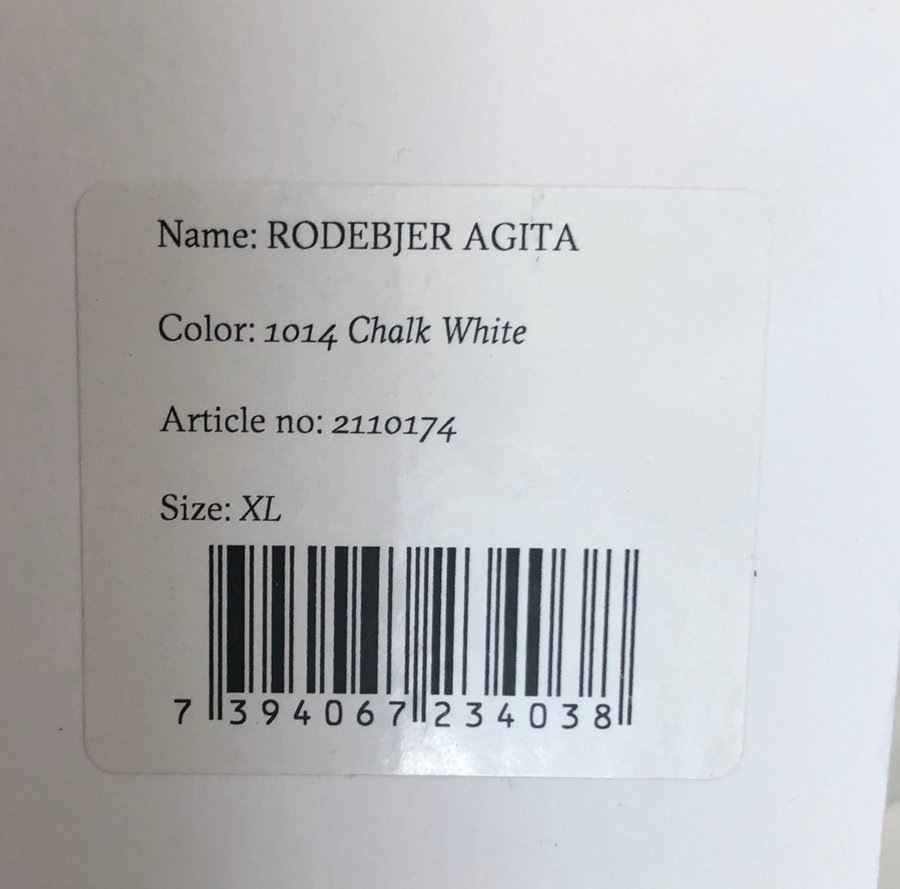 Name: RODEBJER AGITA
Color: 1014 Chalk White
Article no: 2110174
Size: XL
7 394067 234038